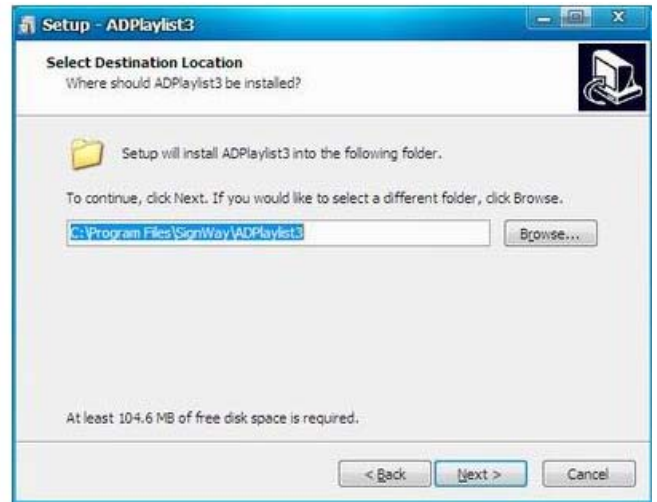 Setup - ADPlaylist3
Select Destination Location
Where should ADPlaylist3 be installed?
Setup will install ADPlaylist3 into the following folder.
To continue, click Next. If you would like to select a different folder, click Browse.
C:\Program Files\SignWay\ADPlaylist3
Browse...
At least 104.6 MB of free disk space is required.
< Back Next > Cancel